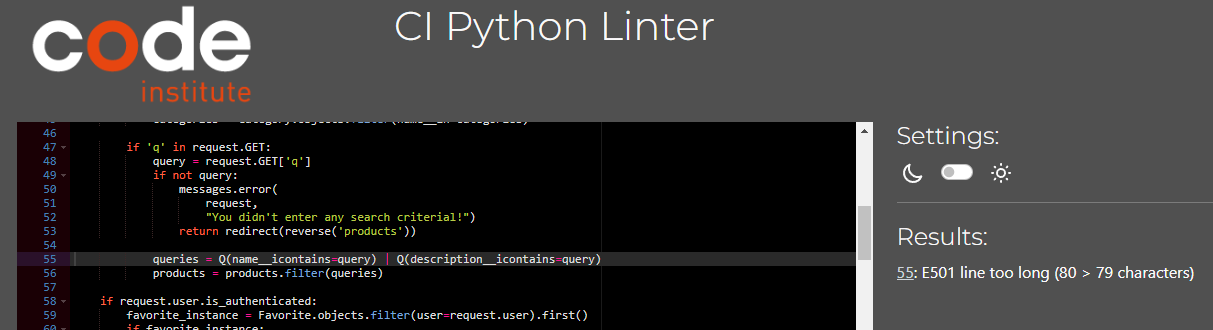 code
institute
CI Python Linter
46
47 if 'q' in request.GET:
48 query = request.GET['q']
49 if not query:
50 messages.error(
51 request,
52 "You didn't enter any search criterial!")
53 return redirect(reverse('products'))
54
55 queries = Q(name__icontains=query) | Q(description__icontains=query)
56 products = products.filter(queries)
57
58 if request.user.is_authenticated:
59 favorite_instance = Favorite.objects.filter(user=request.user).first()
60 if favorite_instance:
Settings:
Results:
55: E501 line too long (80 > 79 characters)